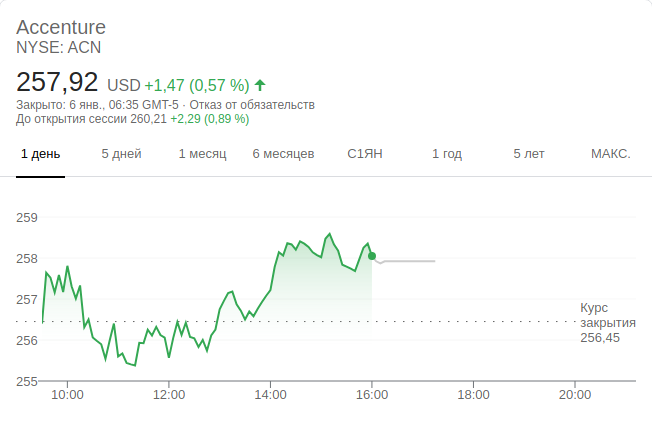 Accenture
NYSE: ACN
257,92 USD +1,47 (0,57 %)
Закрыто: 6 янв., 06:35 GMT-5 · Отказ от обязательств
До открытия сессии 260,21 +2,29 (0,89 %)
1 день 5 дней 1 месяц 6 месяцев С1ЯН 1 год 5 лет МАКС.
259
258
257
256
255
Курс
закрытия
256,45
10:00 12:00 14:00 16:00 18:00 20:00